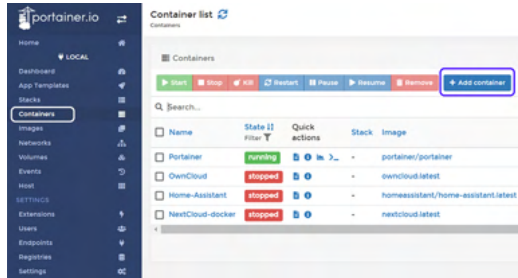 portainer.io
Home
LOCAL
Dashboard
App Templates
Stacks
Containers
Images
Networks
Volumes
Events
Host
SETTINGS
Extensions
Users
Endpoints
Registries
Settings
Container list
Containers
Containers
Start Stop Kill Restart Pause Resume Remove + Add container
Search...
Name State Filter Quick actions Stack Image
Portainer running - portainer/portainer
OwnCloud stopped - owncloud:latest
Home-Assistant stopped - homeassistant/home-assistant:latest
NextCloud-docker stopped - nextcloud:latest